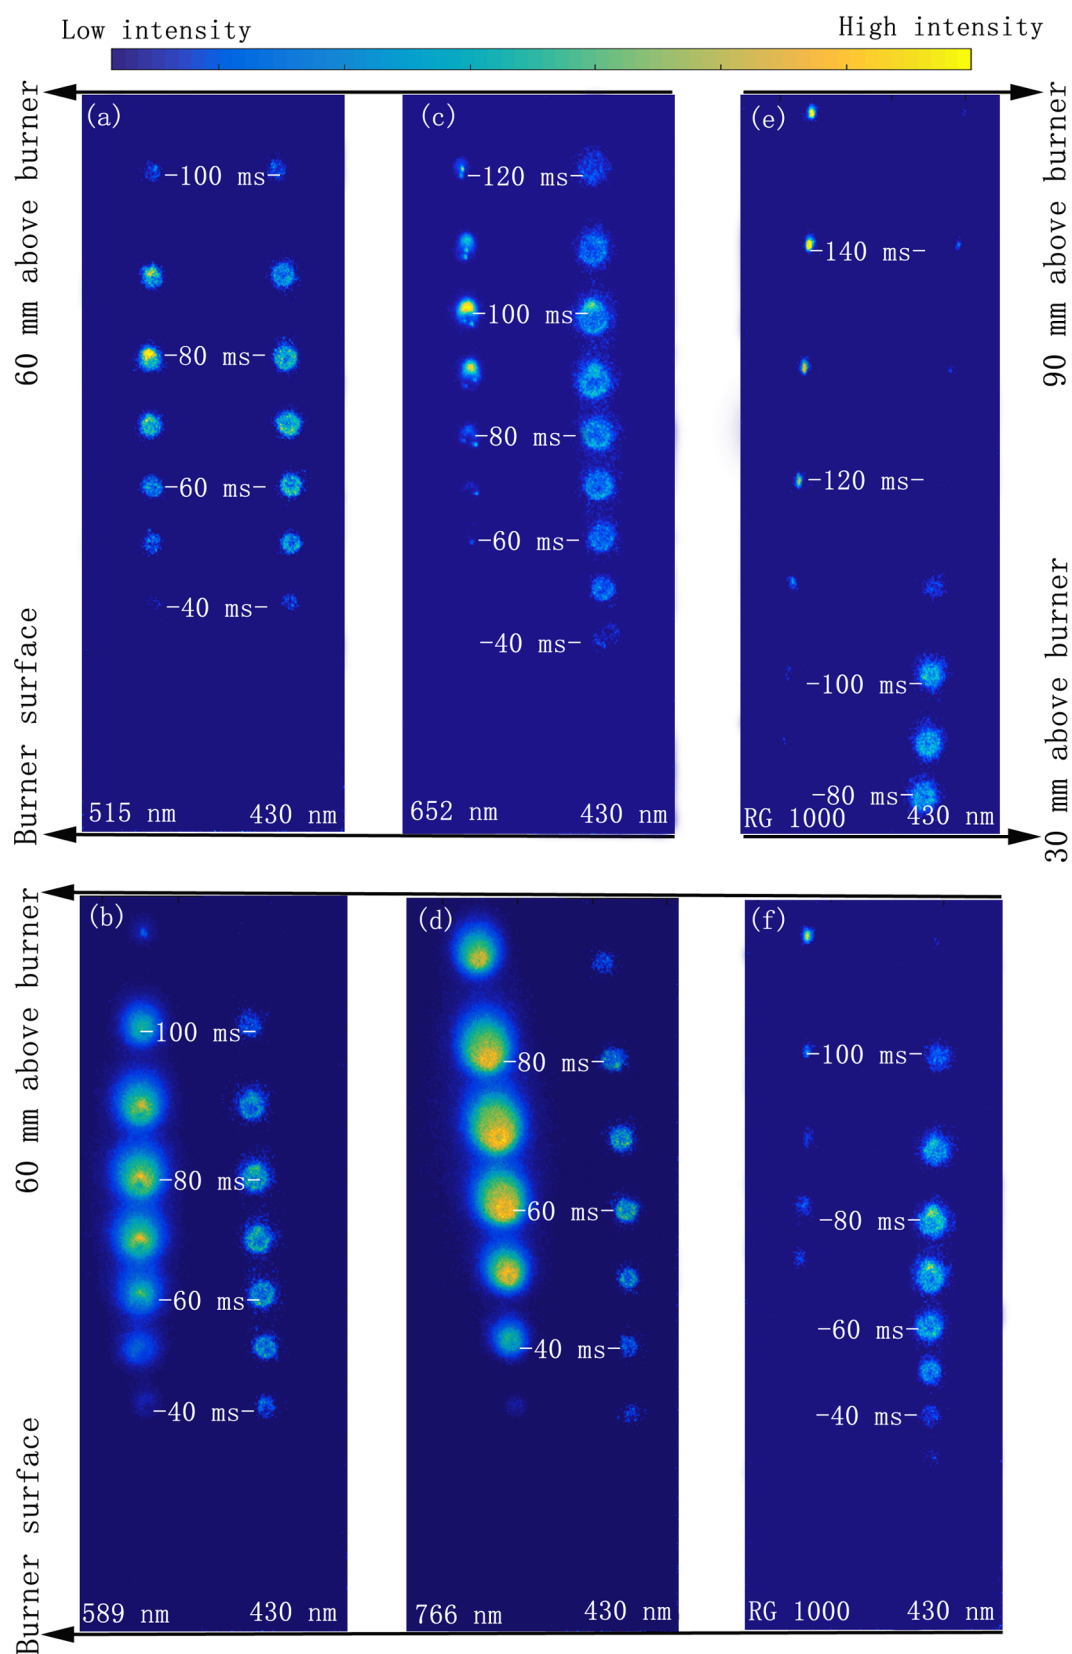 Low intensity
High intensity
60 mm above burner
Burner surface
(a)
-100 ms-
-80 ms-
-60 ms-
-40 ms-
515 nm 430 nm
(c)
-120 ms-
-100 ms-
-80 ms-
-60 ms-
-40 ms-
652 nm 430 nm
(e)
-140 ms-
-120 ms-
-100 ms-
-80 ms-
RG 1000 430 nm
90 mm above burner
30 mm above burner
60 mm above burner
Burner surface
(b)
-100 ms-
-80 ms-
-60 ms-
-40 ms-
589 nm 430 nm
(d)
-80 ms-
-60 ms-
-40 ms-
766 nm 430 nm
(f)
-100 ms-
-80 ms-
-60 ms-
-40 ms-
RG 1000 430 nm